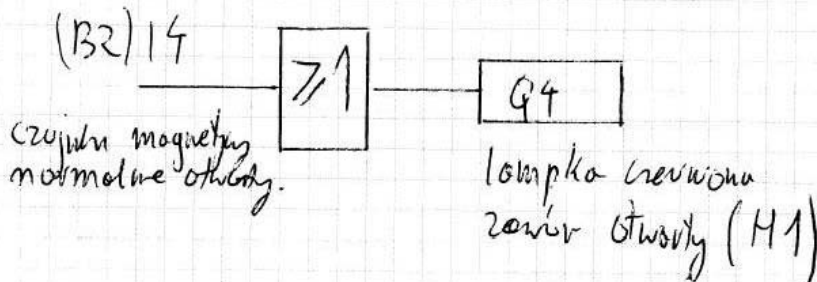 (B2) I4
≥1
Q4
czujnik magnetyczny
normalnie otwarty.
lampka czerwona
zawór otwarty (H1)